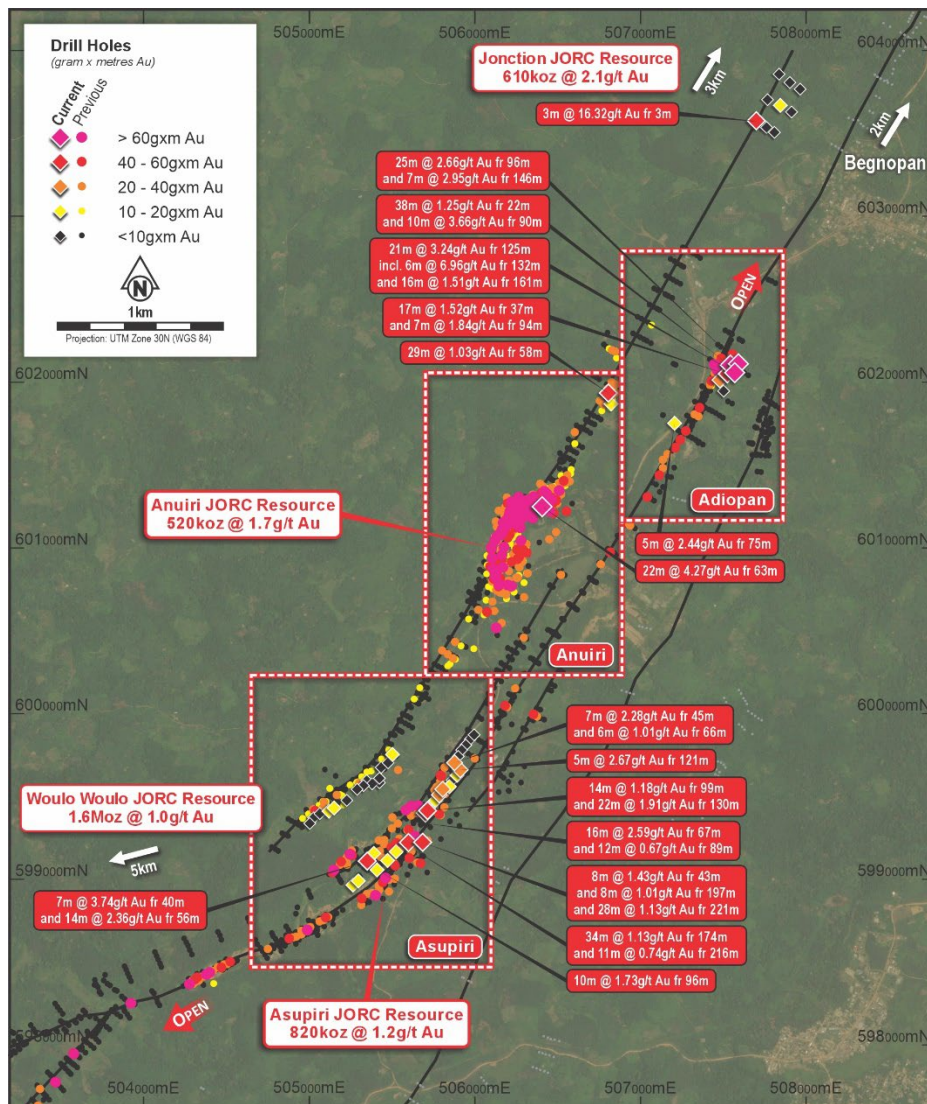 505000mE
506000mE
507000mE
508000mE
604000mN
603000mN
602000mN
601000mN
600000mN
599000mN
598000mN
504000mE
505000mE
506000mE
507000mE
508000mE
Drill Holes
(gram x metres Au)
Current
Previous
> 60gxm Au
40 - 60gxm Au
20 - 40gxm Au
10 - 20gxm Au
<10gxm Au
N
1km
Projection: UTM Zone 30N (WGS 84)
Jonction JORC Resource
610koz @ 2.1g/t Au
3km
2km
Begnopan
3m @ 16.32g/t Au fr 3m
25m @ 2.66g/t Au fr 96m
and 7m @ 2.95g/t Au fr 146m
38m @ 1.25g/t Au fr 22m
and 10m @ 3.66g/t Au fr 90m
21m @ 3.24g/t Au fr 125m
incl. 6m @ 6.96g/t Au fr 132m
and 16m @ 1.51g/t Au fr 161m
17m @ 1.52g/t Au fr 37m
and 7m @ 1.84g/t Au fr 94m
29m @ 1.03g/t Au fr 58m
OPEN
Adiopan
Anuiri JORC Resource
520koz @ 1.7g/t Au
5m @ 2.44g/t Au fr 75m
22m @ 4.27g/t Au fr 63m
Anuiri
7m @ 2.28g/t Au fr 45m
and 6m @ 1.01g/t Au fr 66m
5m @ 2.67g/t Au fr 121m
14m @ 1.18g/t Au fr 99m
and 22m @ 1.91g/t Au fr 130m
16m @ 2.59g/t Au fr 67m
and 12m @ 0.67g/t Au fr 89m
8m @ 1.43g/t Au fr 43m
and 8m @ 1.01g/t Au fr 197m
and 28m @ 1.13g/t Au fr 221m
34m @ 1.13g/t Au fr 174m
and 11m @ 0.74g/t Au fr 216m
10m @ 1.73g/t Au fr 96m
Woulo Woulo JORC Resource
1.6Moz @ 1.0g/t Au
5km
7m @ 3.74g/t Au fr 40m
and 14m @ 2.36g/t Au fr 56m
Asupiri
OPEN
Asupiri JORC Resource
820koz @ 1.2g/t Au